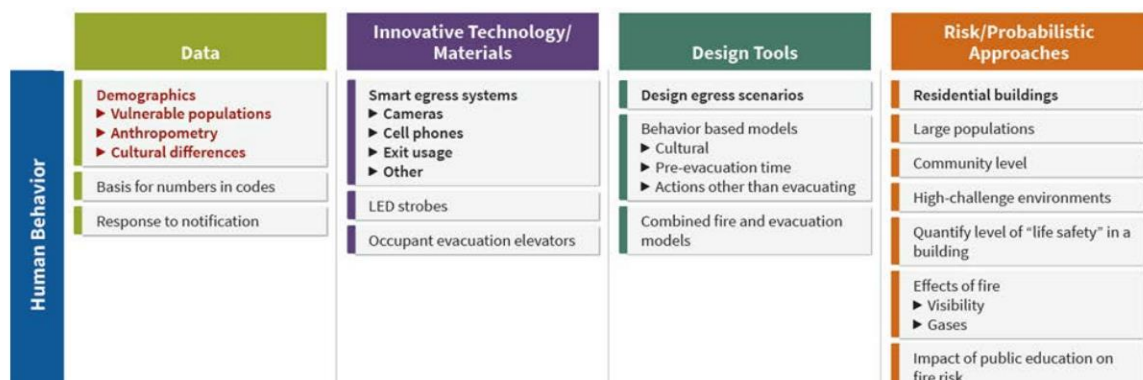 Data
Innovative Technology/
Materials
Design Tools
Risk/Probabilistic
Approaches
Human Behavior
Demographics
► Vulnerable populations
► Anthropometry
► Cultural differences
Basis for numbers in codes
Response to notification
Smart egress systems
► Cameras
► Cell phones
► Exit usage
► Other
LED strobes
Occupant evacuation elevators
Design egress scenarios
Behavior based models
► Cultural
► Pre-evacuation time
► Actions other than evacuating
Combined fire and evacuation
models
Residential buildings
Large populations
Community level
High-challenge environments
Quantify level of “life safety” in a
building
Effects of fire
► Visibility
► Gases
Impact of public education on
fire risk